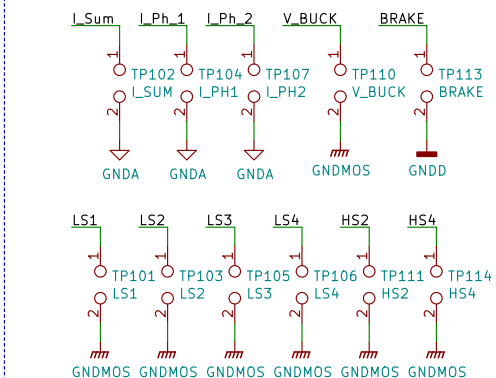 I_Sum I_Ph_1 I_Ph_2 V_BUCK BRAKE
1 1 1 1 1
TP102 TP104 TP107 TP110 TP113
I_SUM I_PH1 I_PH2 V_BUCK BRAKE
2 2 2 2 2
GNDA GNDA GNDA GNDMOS GNDD
LS1 LS2 LS3 LS4 HS2 HS4
1 1 1 1 1 1
TP101 TP103 TP105 TP106 TP111 TP114
LS1 LS2 LS3 LS4 HS2 HS4
2 2 2 2 2 2
GNDMOS GNDMOS GNDMOS GNDMOS GNDMOS GNDMOS